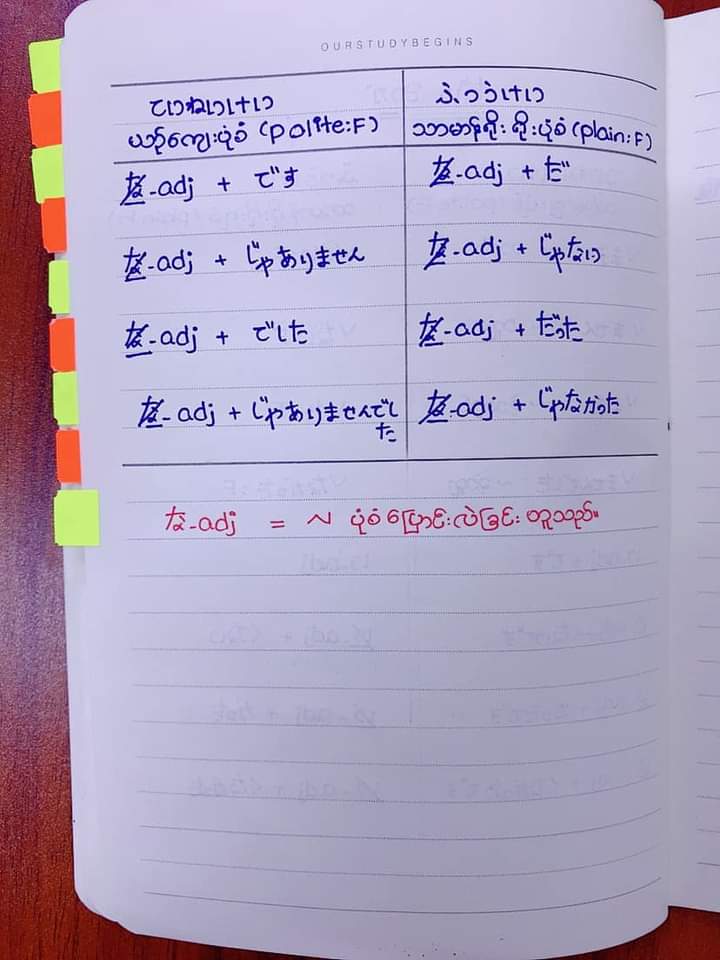 OURSTUDYBEGINS
ていねいけい ふつうけい
ယဉ်ကျေးပုံစံ (polite:F) သာမာန်ရိုးရိုးပုံစံ (plain:F)
な-adj + です な-adj + だ
な-adj + じゃありません な-adj + じゃない
な-adj + でした な-adj + だった
な-adj + じゃありませんでし な-adj + じゃなかった
た
な-adj = N ပုံစံပြောင်းလဲခြင်း တူသည်။